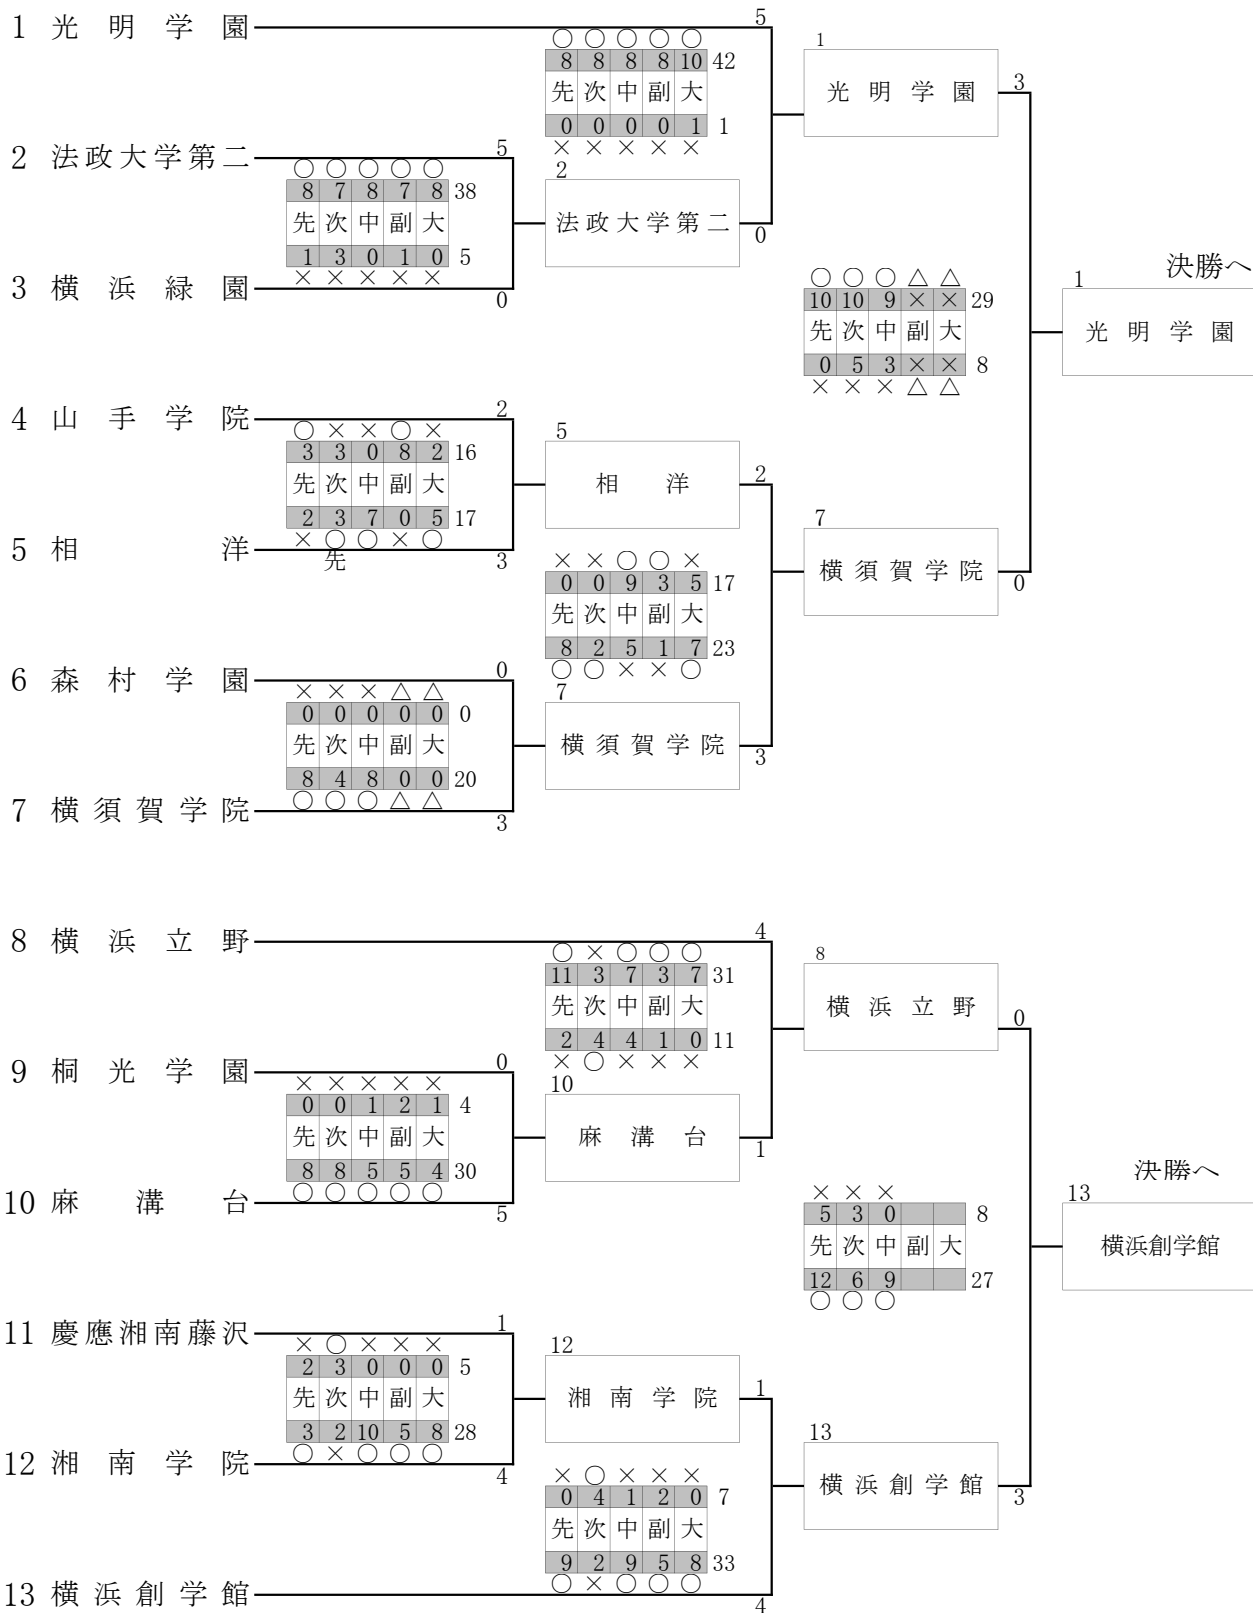 1 光明学園
5
○ ○ ○ ○ ○
8 8 8 8 10 42
先 次 中 副 大
0 0 0 0 1 1
× × × × ×
1
光明学園
3
2 法政大学第二
5
○ ○ ○ ○ ○
8 7 8 7 8 38
先 次 中 副 大
1 3 0 1 0 5
× × × × ×
3 横浜緑園
0
2
法政大学第二
0
決勝へ
1
光明学園
○ ○ ○ △ △
10 10 9 × × 29
先 次 中 副 大
0 5 3 × × 8
× × × △ △
4 山手学院
2
○ × × ○ ×
3 3 0 8 2 16
先 次 中 副 大
2 3 7 0 5 17
× ○ ○ × ○
先
5 相洋
3
5
相洋
2
× × ○ ○ ×
0 0 9 3 5 17
先 次 中 副 大
8 2 5 1 7 23
○ ○ × × ○
7
横須賀学院
0
6 森村学園
0
× × × △ △
0 0 0 0 0 0
先 次 中 副 大
8 4 8 0 0 20
○ ○ ○ △ △
7 横須賀学院
3
7
横須賀学院
3
8 横浜立野
4
○ × ○ ○ ○
11 3 7 3 7 31
先 次 中 副 大
2 4 4 1 0 11
× ○ × × ×
8
横浜立野
0
9 桐光学園
0
× × × × ×
0 0 1 2 1 4
先 次 中 副 大
8 8 5 5 4 30
○ ○ ○ ○ ○
10 麻溝台
5
10
麻溝台
1
決勝へ
13
横浜創学館
× × ×
5 3 0 8
先 次 中 副 大
12 6 9 27
○ ○ ○
11 慶應湘南藤沢
1
× ○ × × ×
2 3 0 0 0 5
先 次 中 副 大
3 2 10 5 8 28
○ × ○ ○ ○
12 湘南学院
4
12
湘南学院
1
× ○ × × ×
0 4 1 2 0 7
先 次 中 副 大
9 2 9 5 8 33
○ × ○ ○ ○
13
横浜創学館
3
13 横浜創学館
4